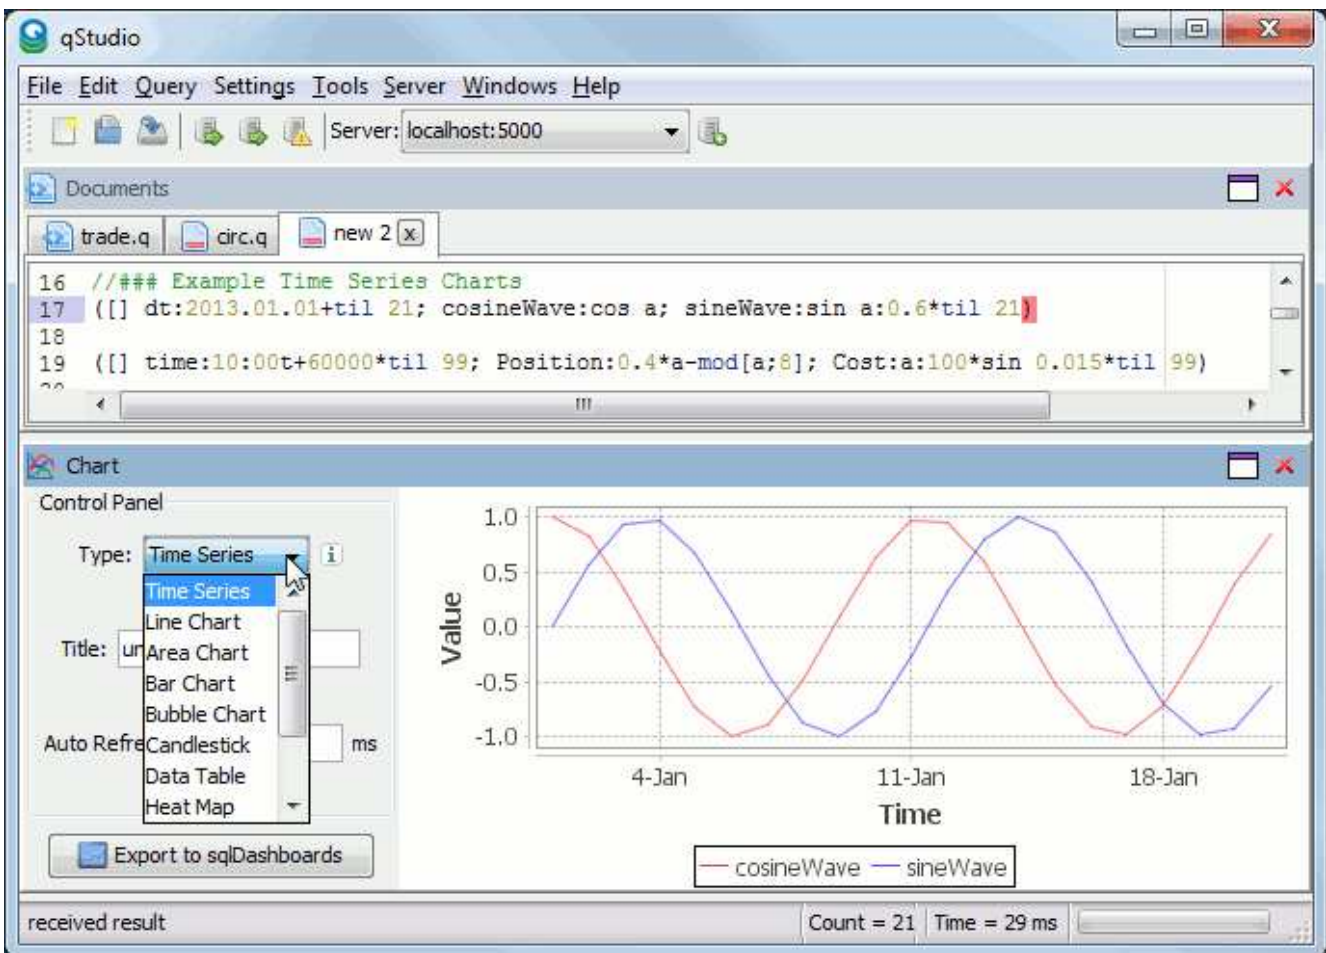 qStudio
File Edit Query Settings Tools Server Windows Help
Server: localhost:5000
Documents
trade.q circ.q new 2 x
16 //### Example Time Series Charts
17 ([] dt:2013.01.01+til 21; cosineWave:cos a; sineWave:sin a:0.6*til 21)
18
19 ([] time:10:00t+60000*til 99; Position:0.4*a-mod[a;8]; Cost:a:100*sin 0.015*til 99)
Chart
Control Panel
Type: Time Series
Time Series
Line Chart
Title: un
Area Chart
Bar Chart
Bubble Chart
Auto Refre ms
Candlestick
Data Table
Heat Map
Export to sqlDashboards
1.0
0.5
0.0
-0.5
-1.0
Value
4-Jan 11-Jan 18-Jan
Time
cosineWave sineWave
received result Count = 21 Time = 29 ms